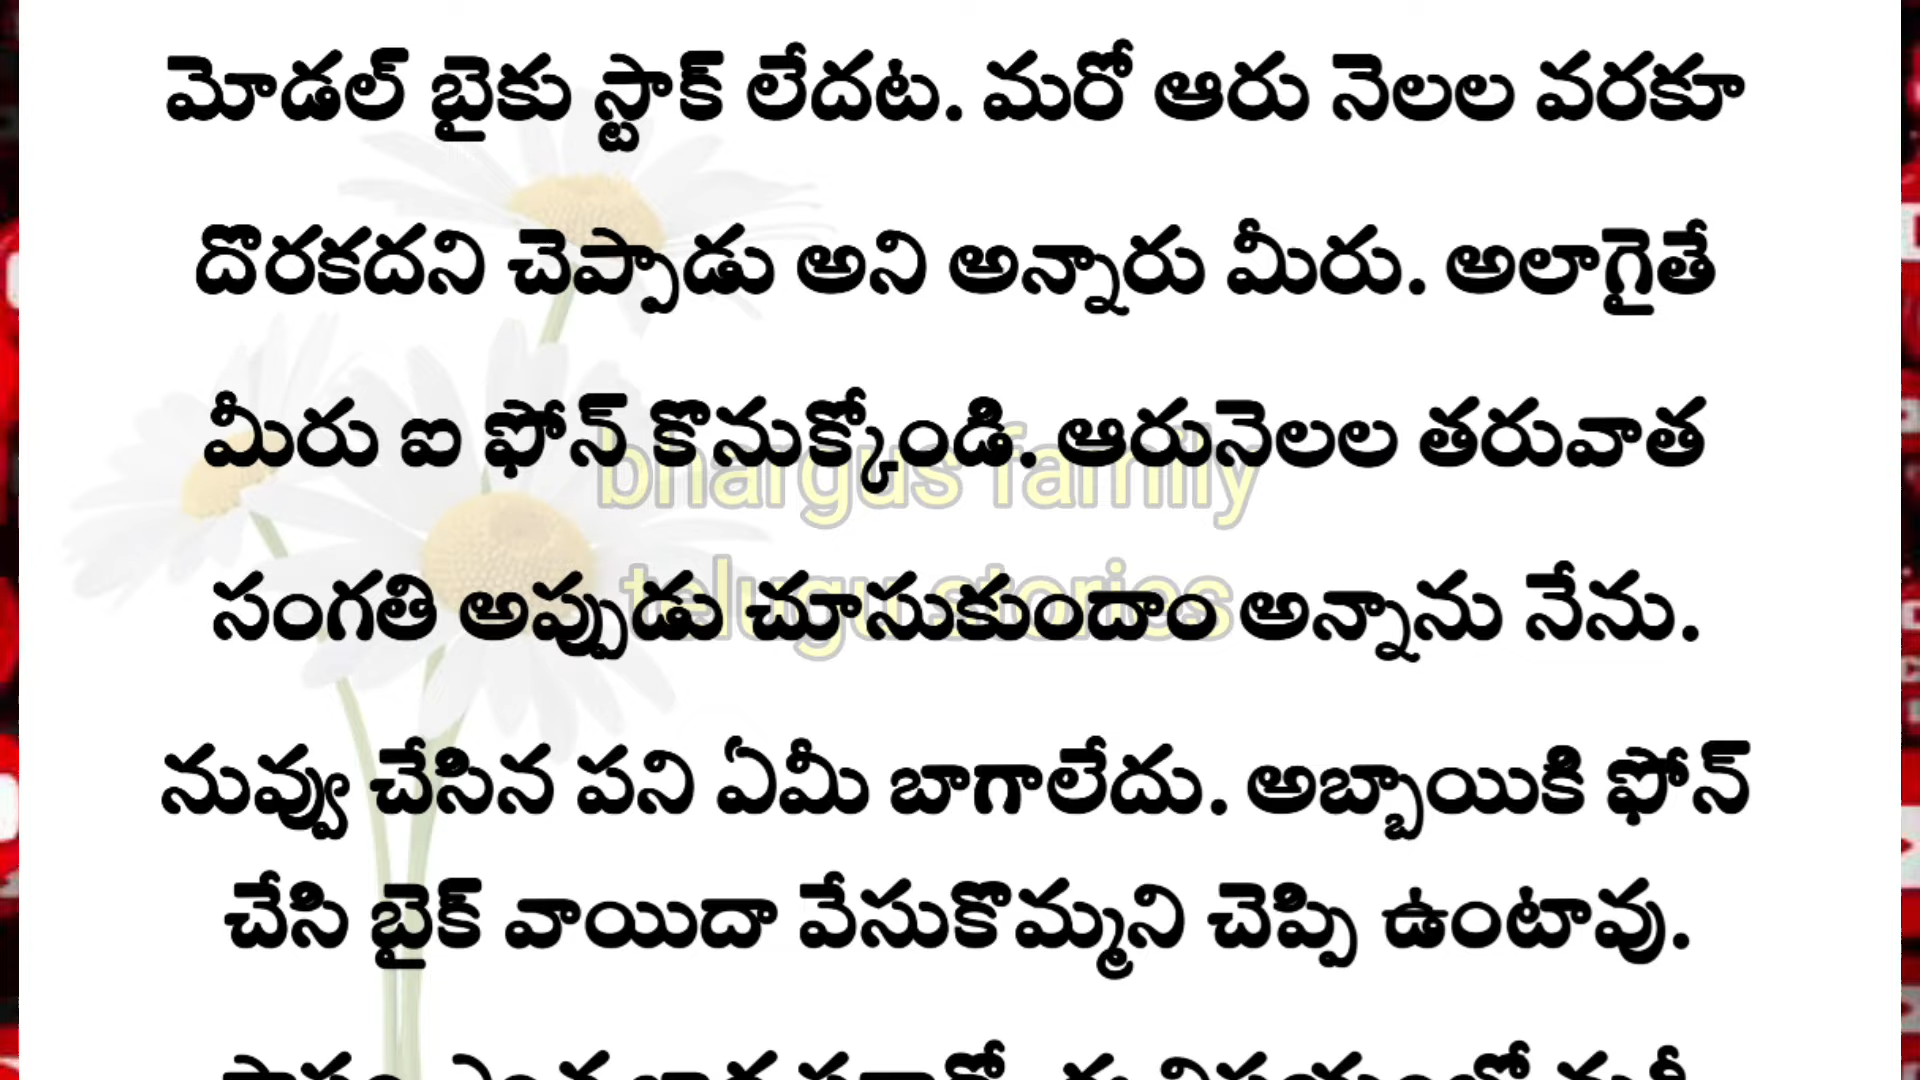 మోడల్ బైకు స్టాక్ లేదట. మరో ఆరు నెలల వరకూ
దొరకదని చెప్పాడు అని అన్నారు మీరు. అలాగైతే
మీరు ఐ ఫోన్ కొనుక్కోండి. ఆరునెలల తరువాత
bhargus family
సంగతి అప్పుడు చూసుకుందాం అన్నాను నేను.
telugu stories
నువ్వు చేసిన పని ఏమీ బాగాలేదు. అబ్బాయికి ఫోన్
చేసి బైక్ వాయిదా వేసుకొమ్మని చెప్పి ఉంటావు.